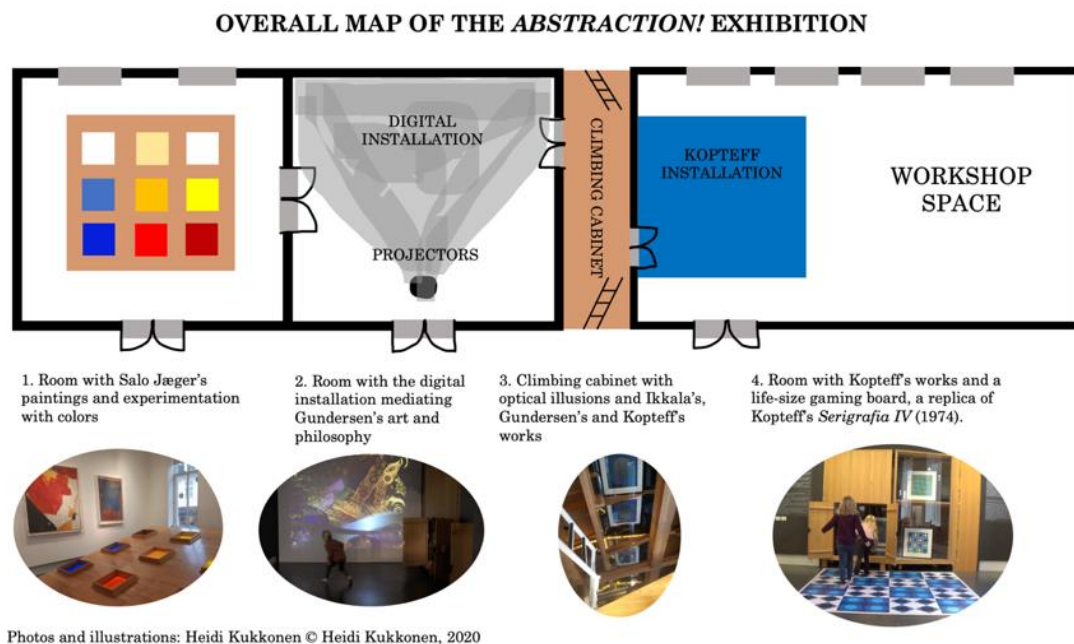 OVERALL MAP OF THE ABSTRACTION! EXHIBITION
DIGITAL
INSTALLATION
PROJECTORS
CLIMBING CABINET
KOPTEFF
INSTALLATION
WORKSHOP
SPACE
1. Room with Salo Jæger's
paintings and experimentation
with colors
2. Room with the digital
installation mediating
Gundersen's art and
philosophy
3. Climbing cabinet with
optical illusions and Ikkala's,
Gundersen's and Kopteff's
works
4. Room with Kopteff's works and a
life-size gaming board, a replica of
Kopteff's Serigrafia IV (1974).
Photos and illustrations: Heidi Kukkonen © Heidi Kukkonen, 2020